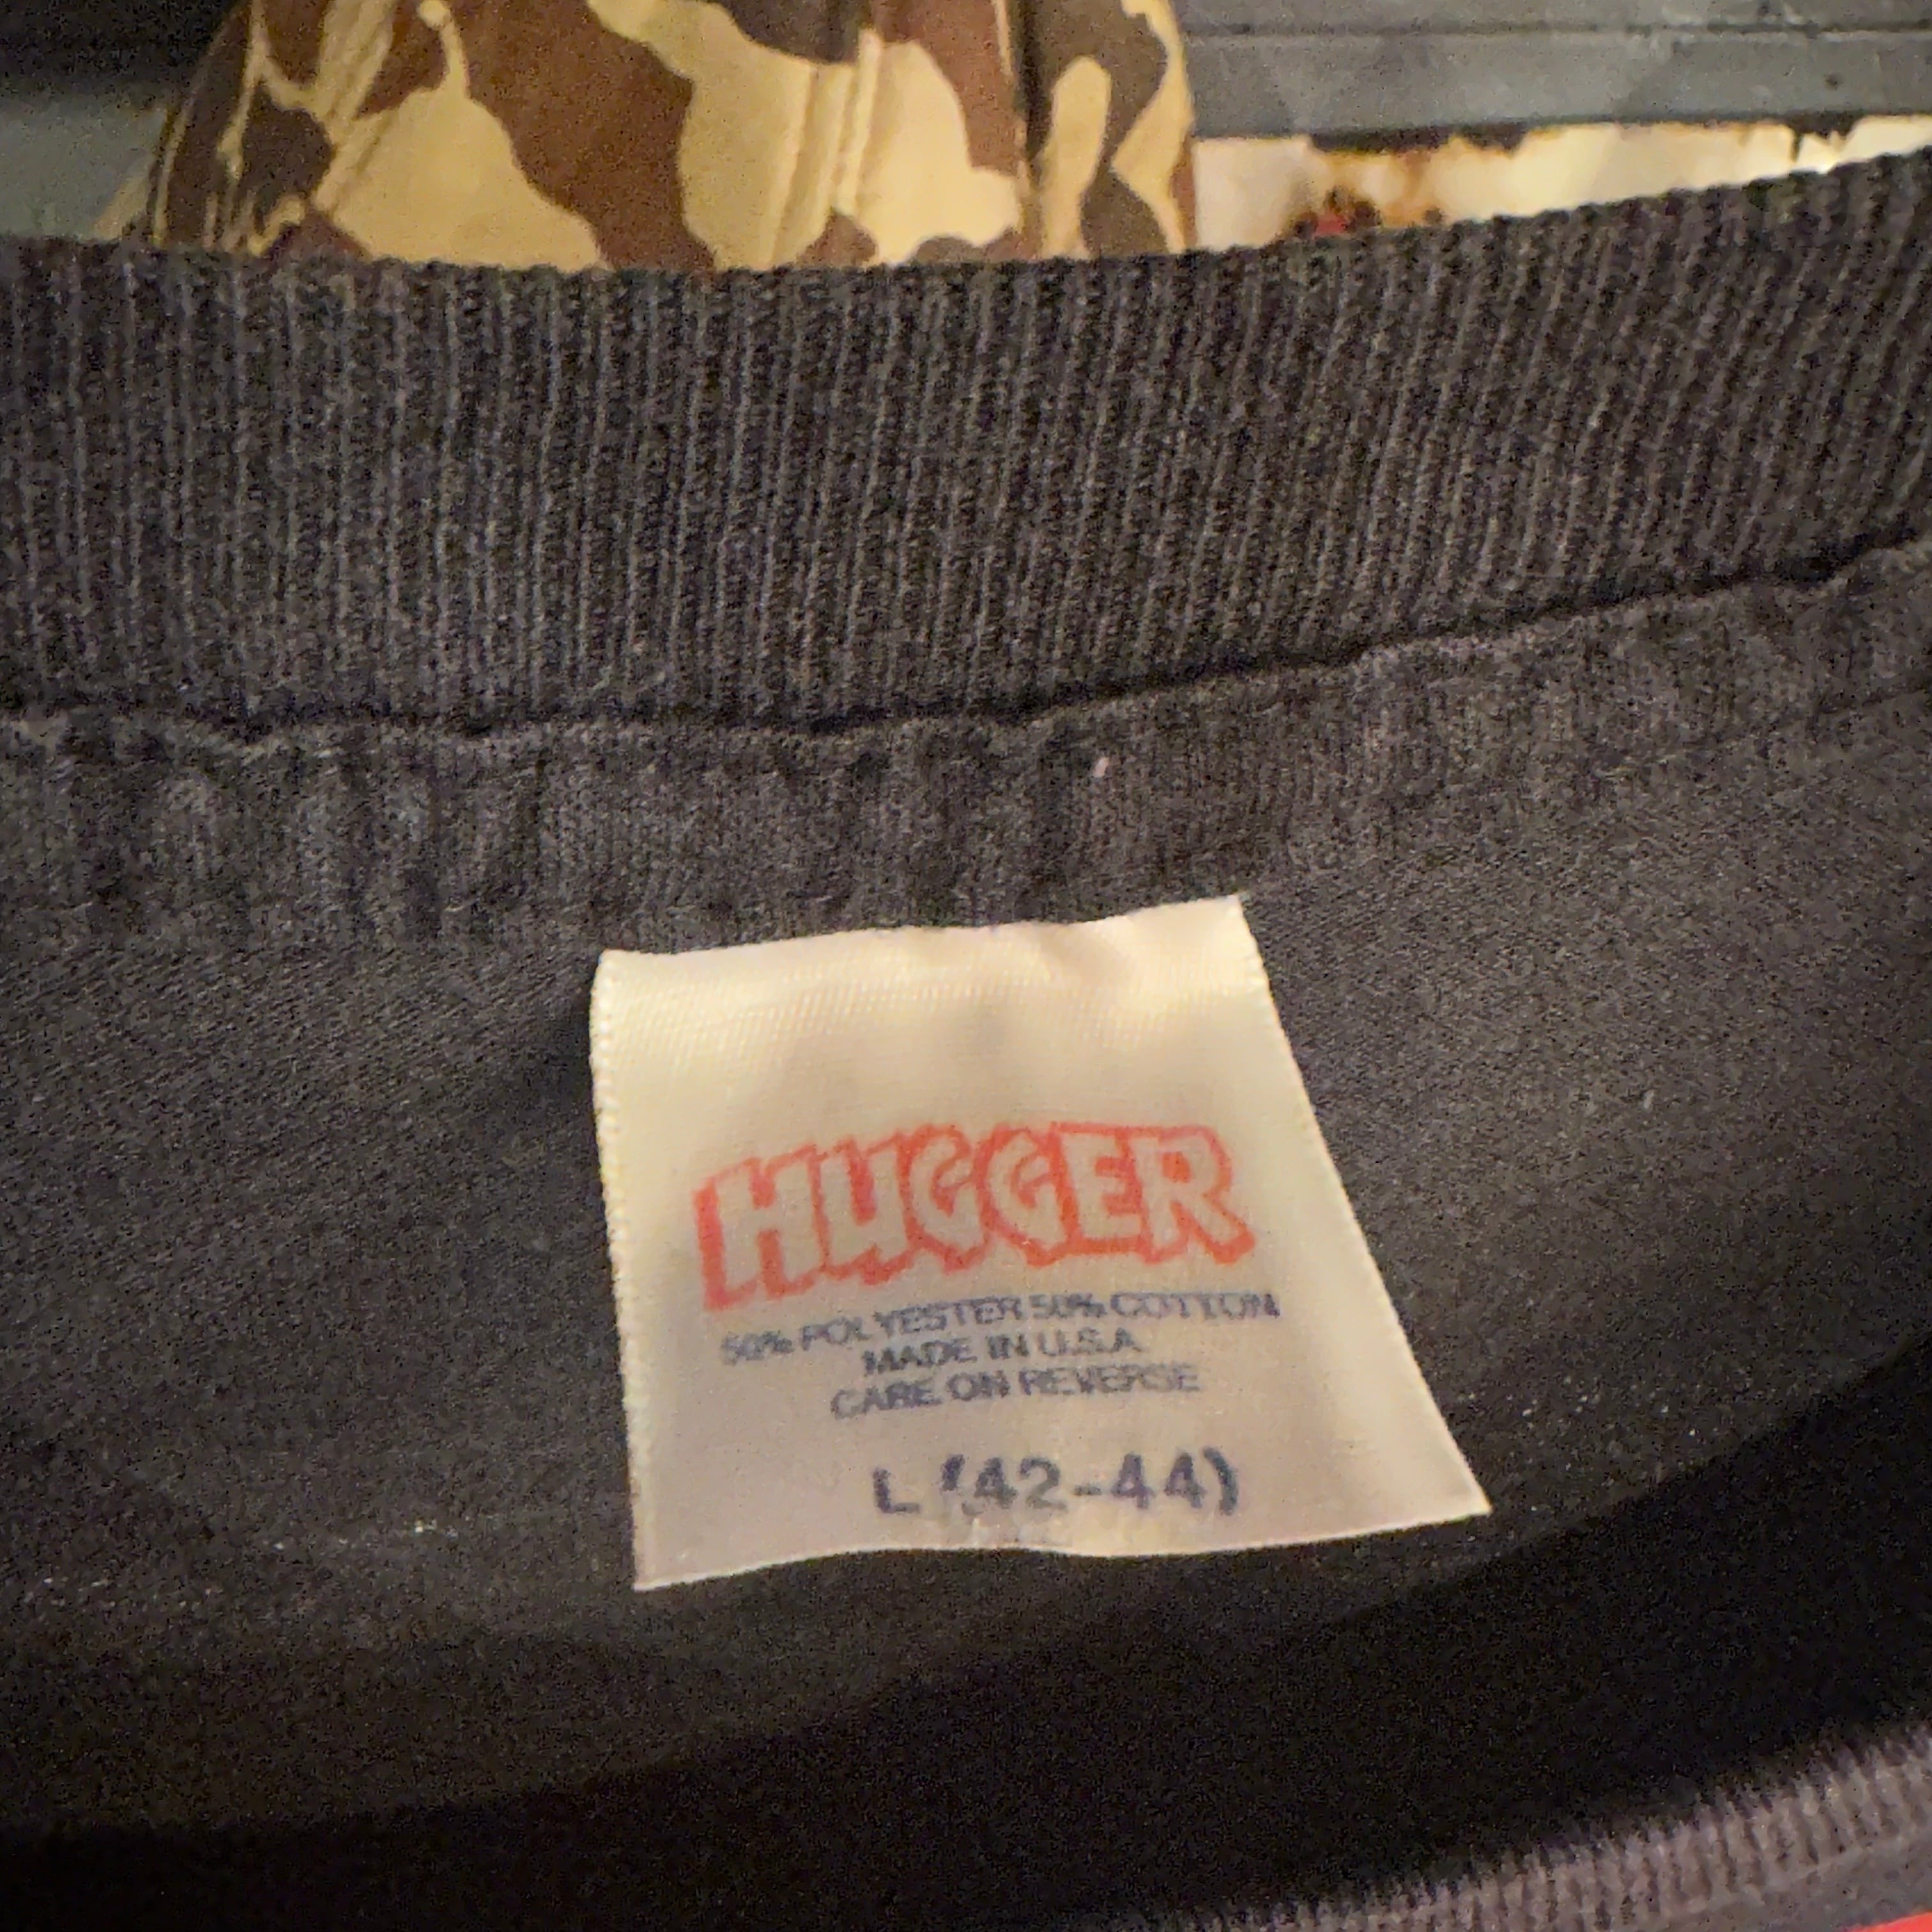 HUGGER
50% POLYESTER 50% COTTON
MADE IN U.S.A.
CARE ON REVERSE
L (42-44)